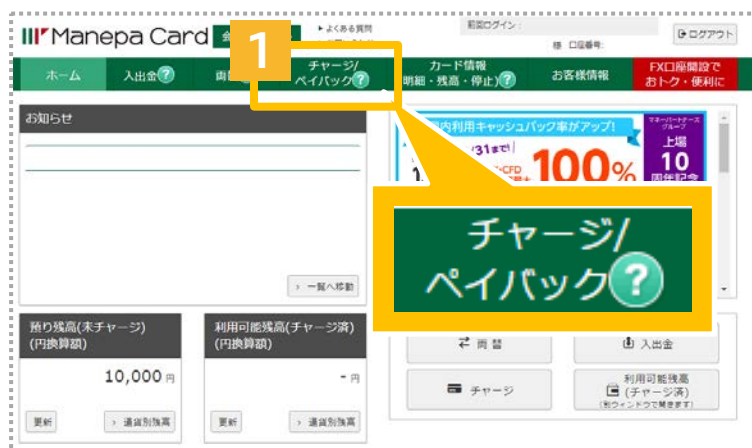 Manepa Card
▸ よくある質問
前回ログイン:
様 口座番号:
ログアウト
1
ホーム
入出金?
チャージ/
ペイバック?
カード情報
明細・残高・停止)?
お客様情報
FX口座開設で
おトク・便利に
お知らせ
› 一覧へ移動
内利用キャッシュバック率がアップ!
/31まで!
100%
マネーパートナーズ
グループ
上場
10
周年記念
チャージ/
ペイバック?
預り残高(未チャージ)
(円換算額)
10,000 円
更新
› 通貨別残高
利用可能残高(チャージ済)
(円換算額)
- 円
更新
› 通貨別残高
両替
入出金
チャージ
利用可能残高
(チャージ済)
(別ウィンドウで開きます)